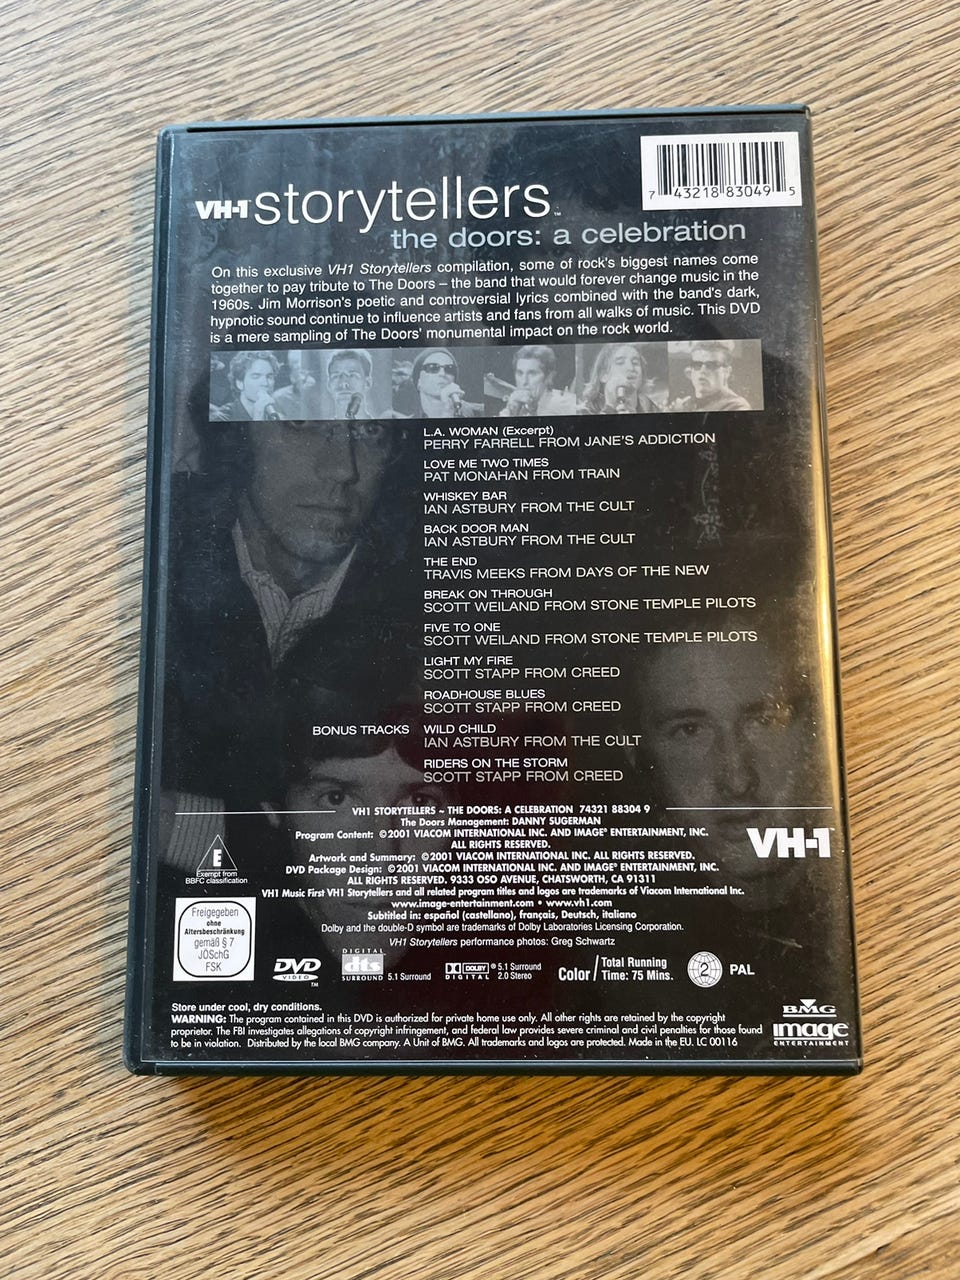 7 43218 83049 5
VH-1 storytellers™
the doors: a celebration
On this exclusive VH1 Storytellers compilation, some of rock's biggest names come
together to pay tribute to The Doors – the band that would forever change music in the
1960s. Jim Morrison's poetic and controversial lyrics combined with the band's dark,
hypnotic sound continue to influence artists and fans from all walks of music. This DVD
is a mere sampling of The Doors' monumental impact on the rock world.
L.A. WOMAN (Excerpt)
PERRY FARRELL FROM JANE'S ADDICTION
LOVE ME TWO TIMES
PAT MONAHAN FROM TRAIN
WHISKEY BAR
IAN ASTBURY FROM THE CULT
BACK DOOR MAN
IAN ASTBURY FROM THE CULT
THE END
TRAVIS MEEKS FROM DAYS OF THE NEW
BREAK ON THROUGH
SCOTT WEILAND FROM STONE TEMPLE PILOTS
FIVE TO ONE
SCOTT WEILAND FROM STONE TEMPLE PILOTS
LIGHT MY FIRE
SCOTT STAPP FROM CREED
ROADHOUSE BLUES
SCOTT STAPP FROM CREED
BONUS TRACKS WILD CHILD
IAN ASTBURY FROM THE CULT
RIDERS ON THE STORM
SCOTT STAPP FROM CREED
VH1 STORYTELLERS ~ THE DOORS: A CELEBRATION 74321 88304 9
The Doors Management: DANNY SUGERMAN
Program Content: ©2001 VIACOM INTERNATIONAL INC. AND IMAGE® ENTERTAINMENT, INC.
ALL RIGHTS RESERVED.
Artwork and Summary: ©2001 VIACOM INTERNATIONAL INC. ALL RIGHTS RESERVED.
DVD Package Design: ©2001 VIACOM INTERNATIONAL INC. AND IMAGE® ENTERTAINMENT, INC.
ALL RIGHTS RESERVED. 9333 OSO AVENUE, CHATSWORTH, CA 91311
VH1 Music First VH1 Storytellers and all related program titles and logos are trademarks of Viacom International Inc.
www.image-entertainment.com • www.vh1.com
Subtitled in: español (castellano), français, Deutsch, italiano
Dolby and the double-D symbol are trademarks of Dolby Laboratories Licensing Corporation.
VH1 Storytellers performance photos: Greg Schwartz
VH-1™
E
Exempt from
BBFC classification
Freigegeben
ohne
Altersbeschränkung
gemäß § 7
JÖSchG
FSK
DVD
VIDEO™
DIGITAL
dts
SURROUND 5.1 Surround
DOLBY®
DIGITAL
5.1 Surround
2.0 Stereo
Color / Total Running
Time: 75 Mins.
2
PAL
Store under cool, dry conditions.
WARNING: The program contained in this DVD is authorized for private home use only. All other rights are retained by the copyright
proprietor. The FBI investigates allegations of copyright infringement, and federal law provides severe criminal and civil penalties for those found
to be in violation. Distributed by the local BMG company. A Unit of BMG. All trademarks and logos are protected. Made in the EU. LC 00116
BMG
image
ENTERTAINMENT